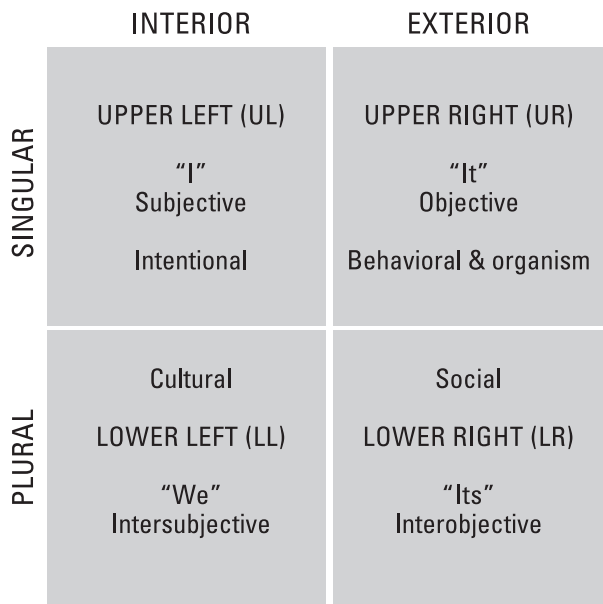 INTERIOR
EXTERIOR
SINGULAR
UPPER LEFT (UL)
“I”
Subjective
Intentional
UPPER RIGHT (UR)
“It”
Objective
Behavioral & organism
PLURAL
Cultural
LOWER LEFT (LL)
“We”
Intersubjective
Social
LOWER RIGHT (LR)
“Its”
Interobjective